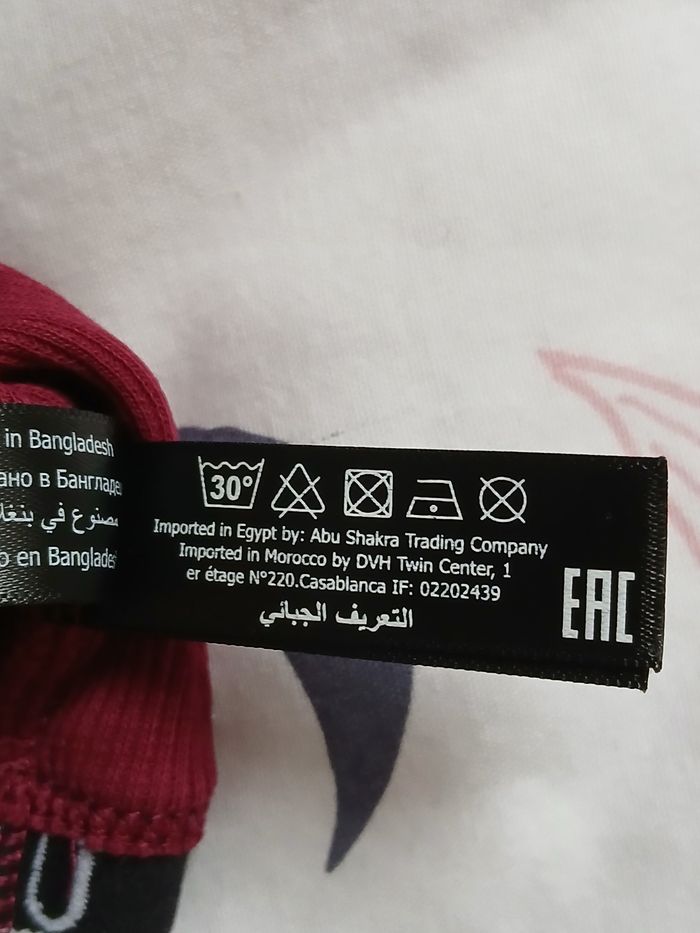 in Bangladesh
ано в Бангладе
مصنوع في بنغلا
o en Banglades
30°
Imported in Egypt by: Abu Shakra Trading Company
Imported in Morocco by DVH Twin Center, 1
er étage N°220.Casablanca IF: 02202439
التعريف الجبائي
EAC